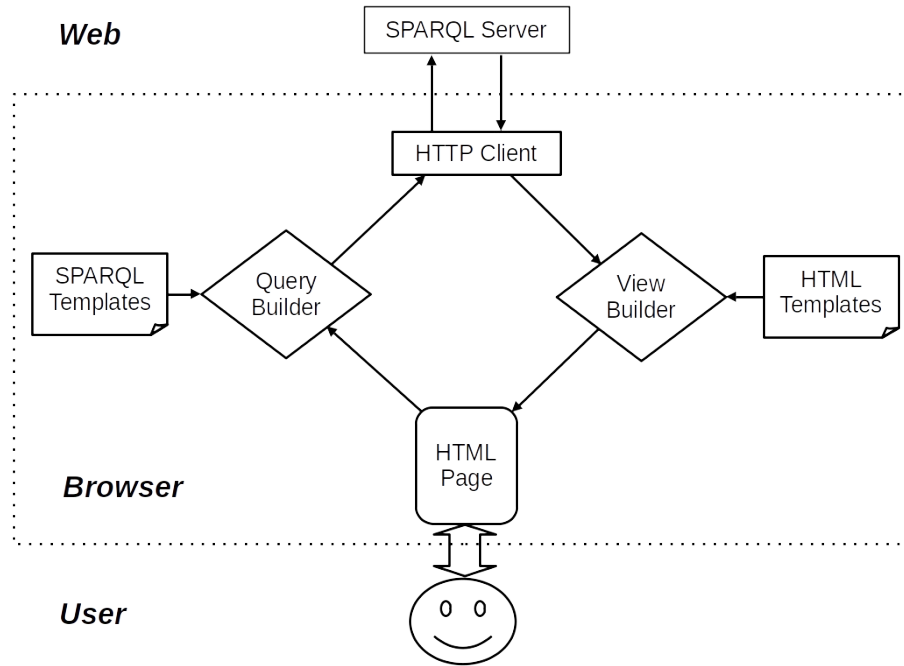 Web
SPARQL Server
HTTP Client
SPARQL
Templates
Query
Builder
View
Builder
HTML
Templates
HTML
Page
Browser
User